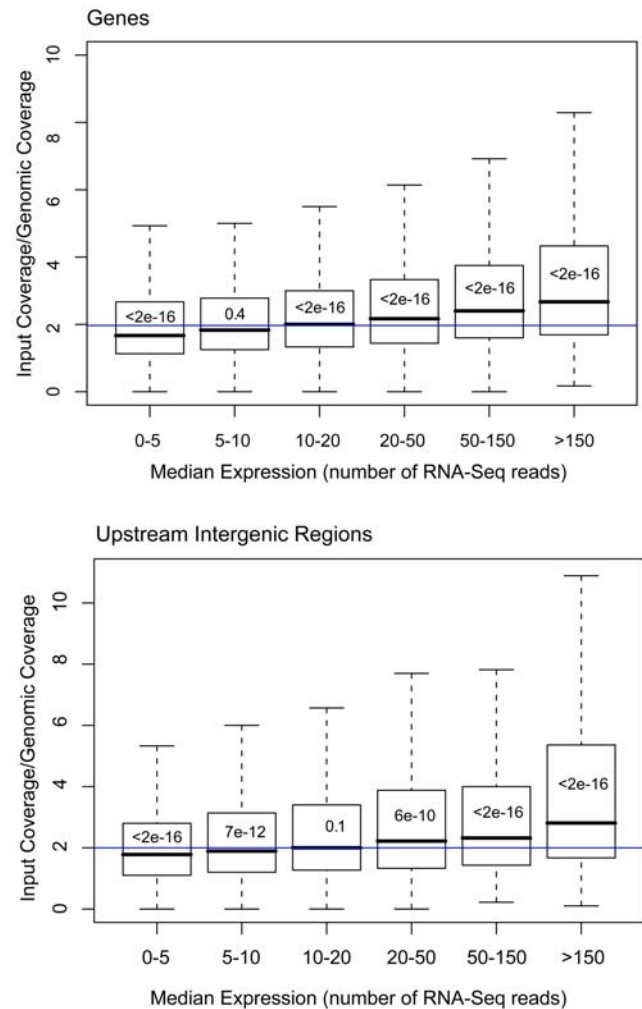 Genes
10
8
6
4
2
0
Input Coverage/Genomic Coverage
<2e-16 0.4 <2e-16 <2e-16 <2e-16 <2e-16
0-5 5-10 10-20 20-50 50-150 >150
Median Expression (number of RNA-Seq reads)
Upstream Intergenic Regions
10
8
6
4
2
0
Input Coverage/Genomic Coverage
<2e-16 7e-12 0.1 6e-10 <2e-16 <2e-16
0-5 5-10 10-20 20-50 50-150 >150
Median Expression (number of RNA-Seq reads)